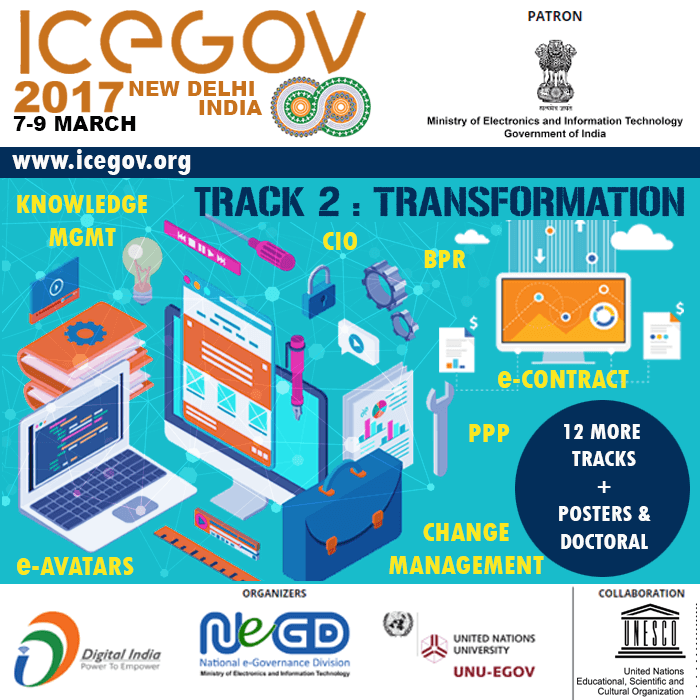 ICEGOV
2017 NEW DELHI
INDIA
7-9 MARCH
PATRON
सत्यमेव जयते
Ministry of Electronics and Information Technology
Government of India
www.icegov.org
TRACK 2 : TRANSFORMATION
KNOWLEDGE
MGMT
CIO
BPR
$
$
e-CONTRACT
PPP
12 MORE
TRACKS
+
POSTERS &
DOCTORAL
CHANGE
MANAGEMENT
e-AVATARS
ORGANIZERS
COLLABORATION
Digital India
Power To Empower
NeGD
National e-Governance Division
Ministry of Electronics and Information Technology
UNITED NATIONS
UNIVERSITY
UNU-EGOV
UNESCO
United Nations
Educational, Scientific and
Cultural Organization